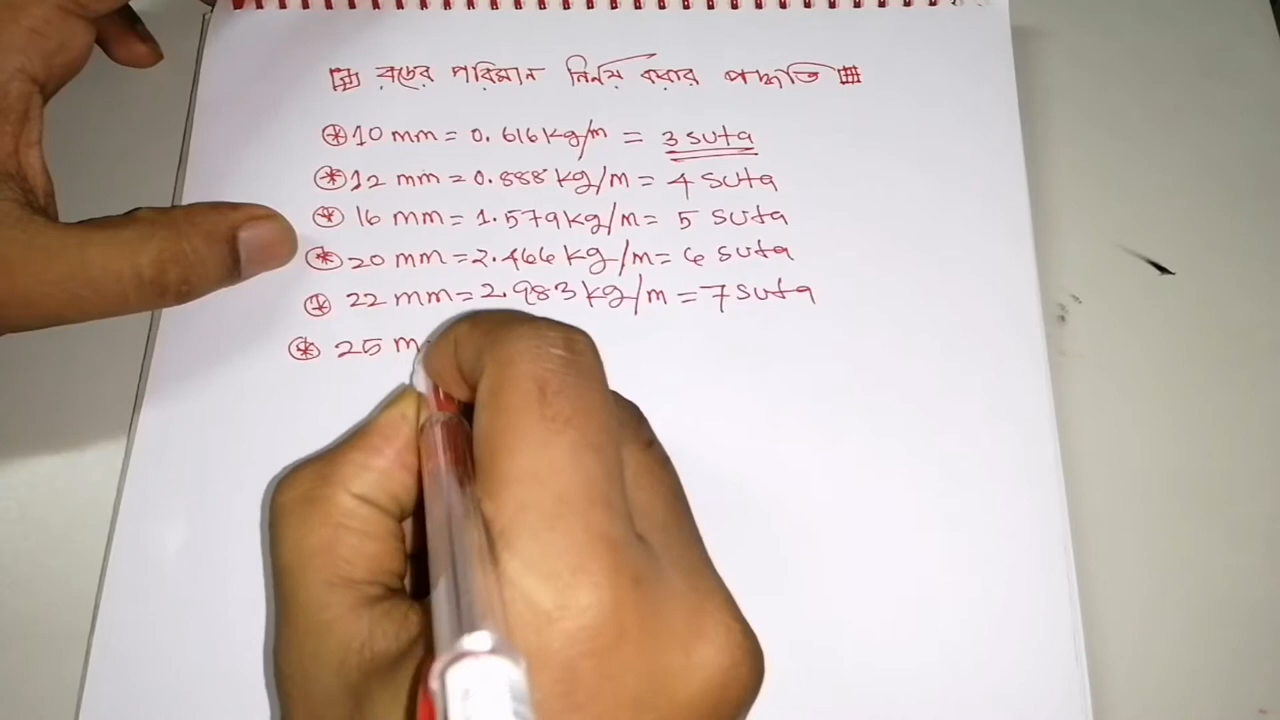 রডের পরিমান নির্নয় করার পদ্ধতি
10 mm = 0.616 kg/m = 3 suta
12 mm = 0.888 kg/m = 4 suta
16 mm = 1.579 kg/m = 5 suta
20 mm = 2.466 kg/m = 6 suta
22 mm = 2.983 kg/m = 7 suta
25 m